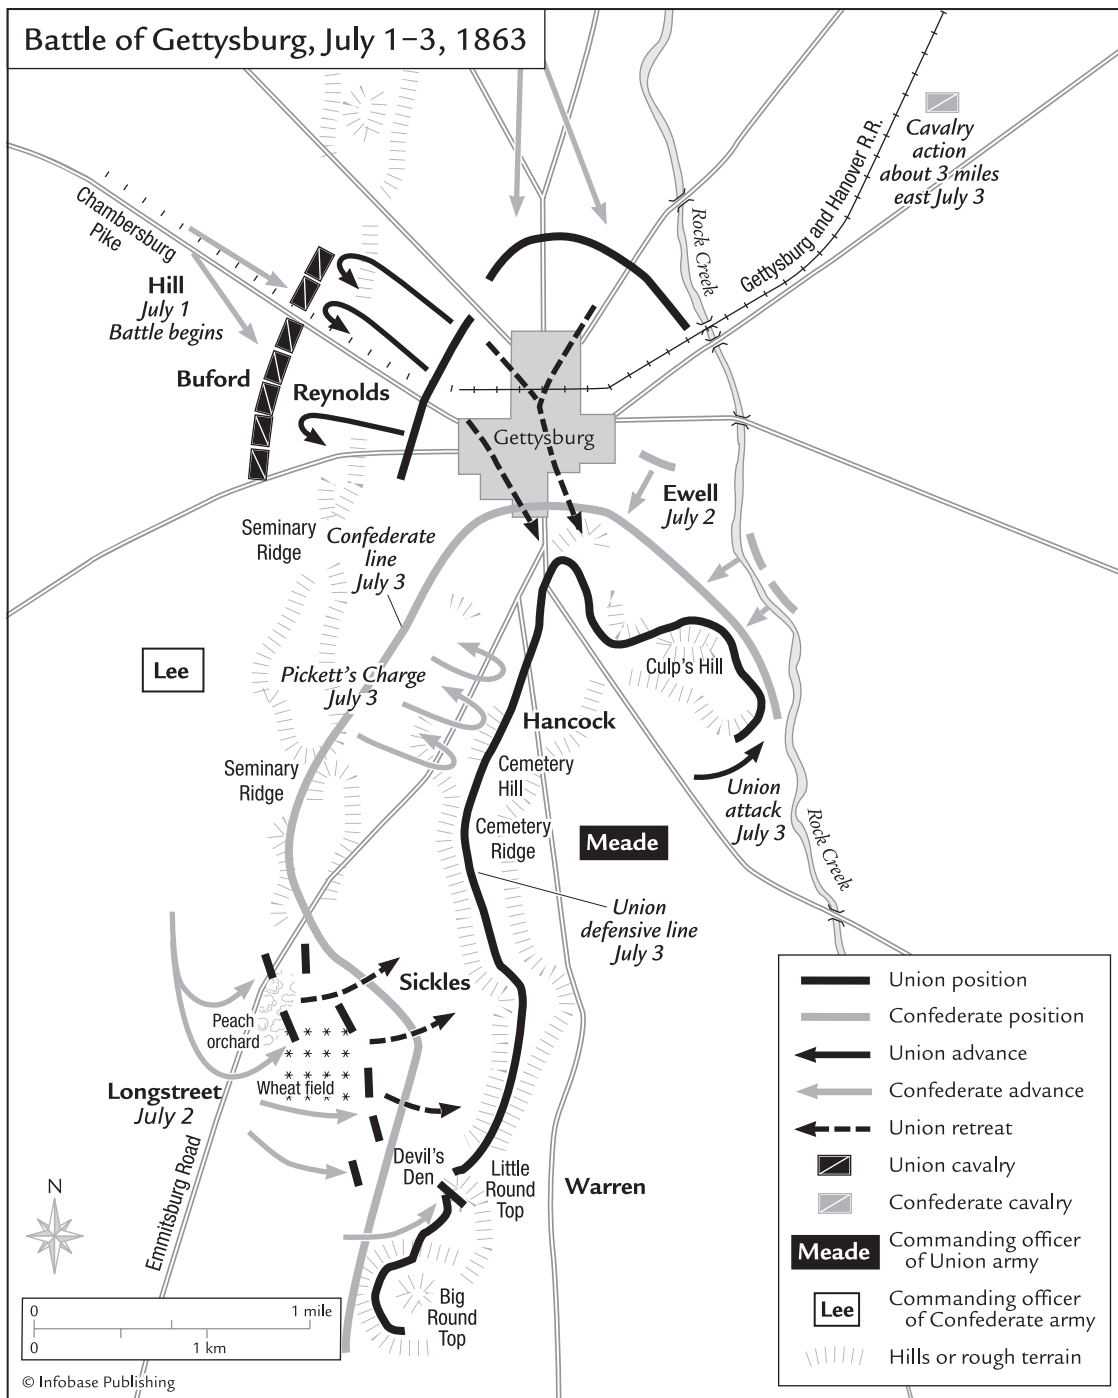 Battle of Gettysburg, July 1–3, 1863
Cavalry
action
about 3 miles
east July 3
Gettysburg and Hanover R.R.
Rock Creek
Chambersburg
Pike
Hill
July 1
Battle begins
Buford
Reynolds
Gettysburg
Ewell
July 2
Seminary
Ridge
Confederate
line
July 3
Lee
Pickett's Charge
July 3
Culp's Hill
Hancock
Cemetery
Hill
Seminary
Ridge
Union
attack
July 3
Cemetery
Ridge
Meade
Rock Creek
Union
defensive line
July 3
Sickles
Peach
orchard
Wheat field
Longstreet
July 2
Devil's
Den
Little
Round
Top
Warren
Emmitsburg Road
Big
Round
Top
N
0
1 mile
0
1 km
© Infobase Publishing
Union position
Confederate position
Union advance
Confederate advance
Union retreat
Union cavalry
Confederate cavalry
Meade
Commanding officer
of Union army
Lee
Commanding officer
of Confederate army
Hills or rough terrain